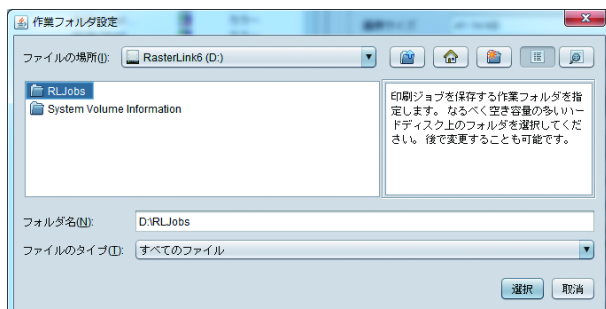 作業フォルダ設定
ファイルの場所(I):
RasterLink6 (D:)
RLJobs
System Volume Information
印刷ジョブを保存する作業フォルダを指
定します。なるべく空き容量の多いハー
ドディスク上のフォルダを選択してくだ
さい。後で変更することも可能です。
フォルダ名(N):
D:\RLJobs
ファイルのタイプ(T):
すべてのファイル
選択
取消